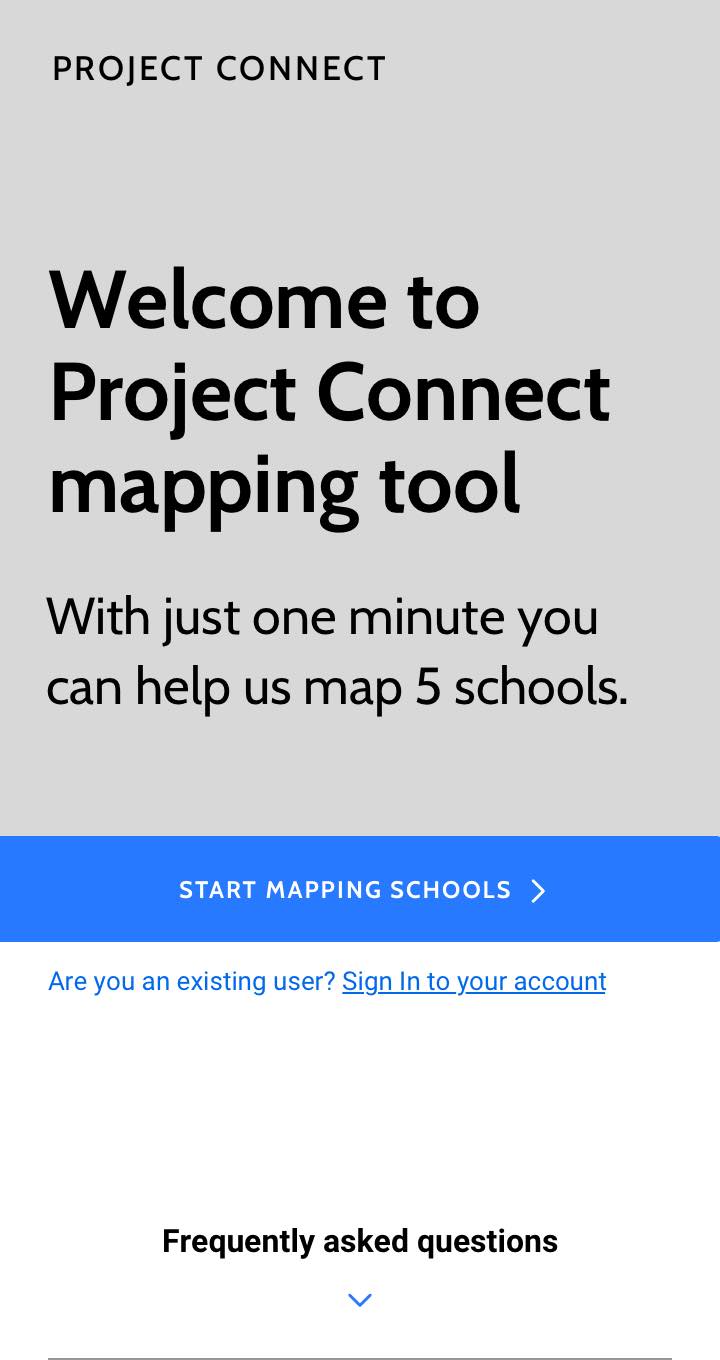 PROJECT CONNECT
Welcome to
Project Connect
mapping tool
With just one minute you
can help us map 5 schools.
START MAPPING SCHOOLS
Are you an existing user? Sign In to your account
Frequently asked questions